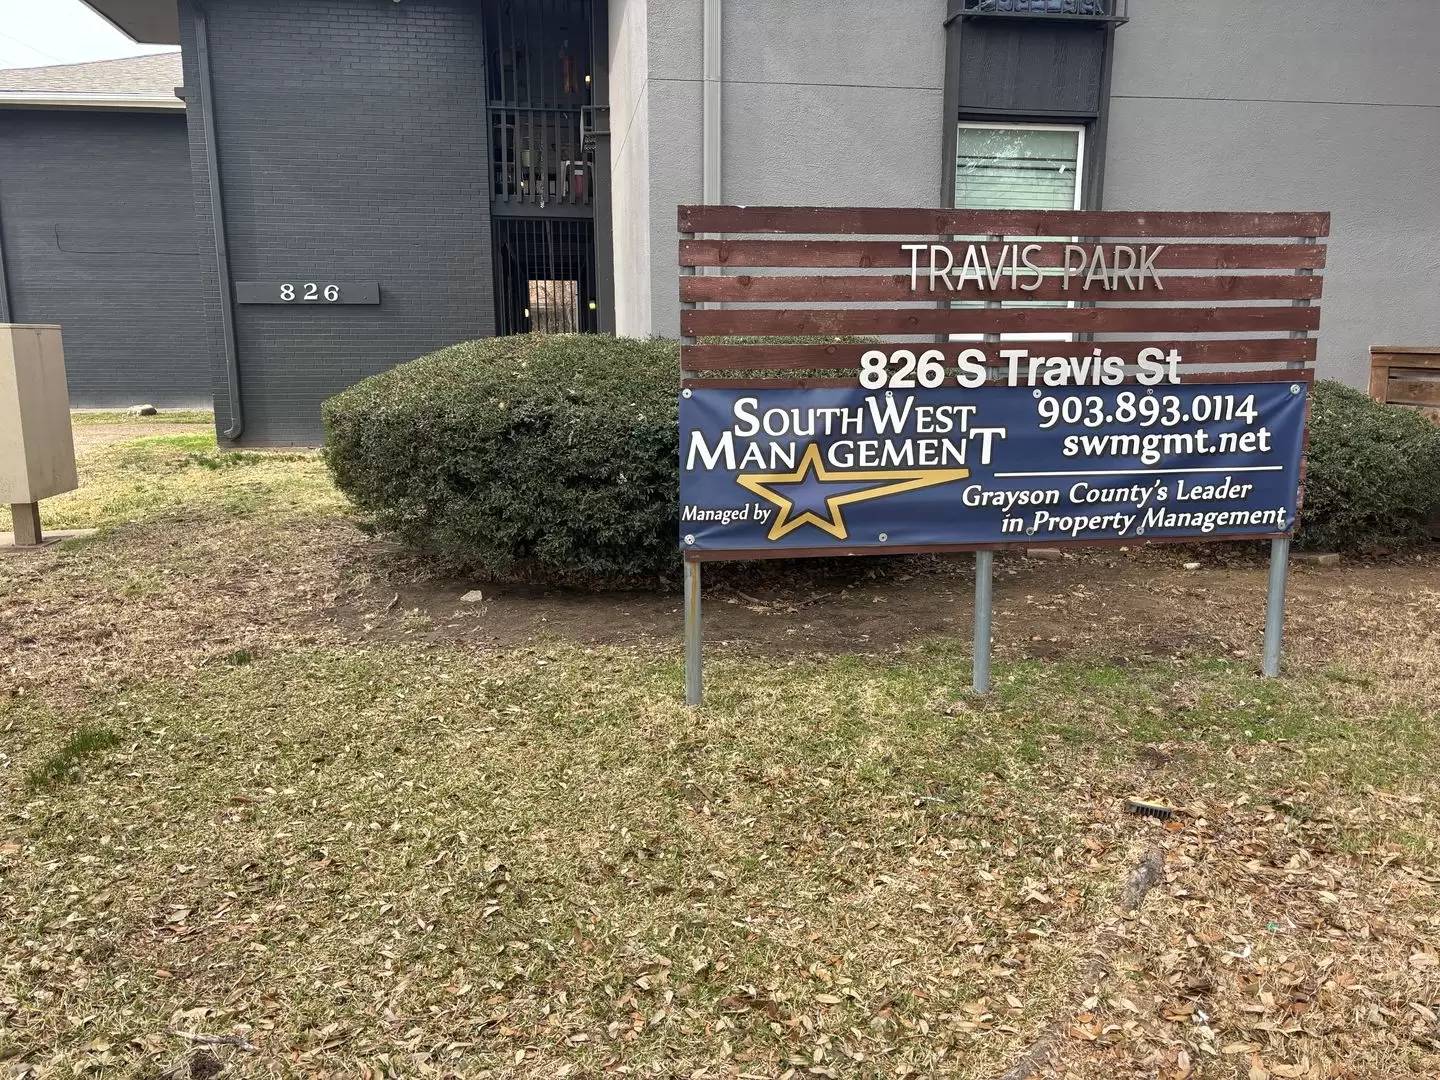 826
TRAVIS PARK
826 S Travis St
SOUTHWEST
MANAGEMENT
Managed by
903.893.0114
swmgmt.net
Grayson County's Leader
in Property Management